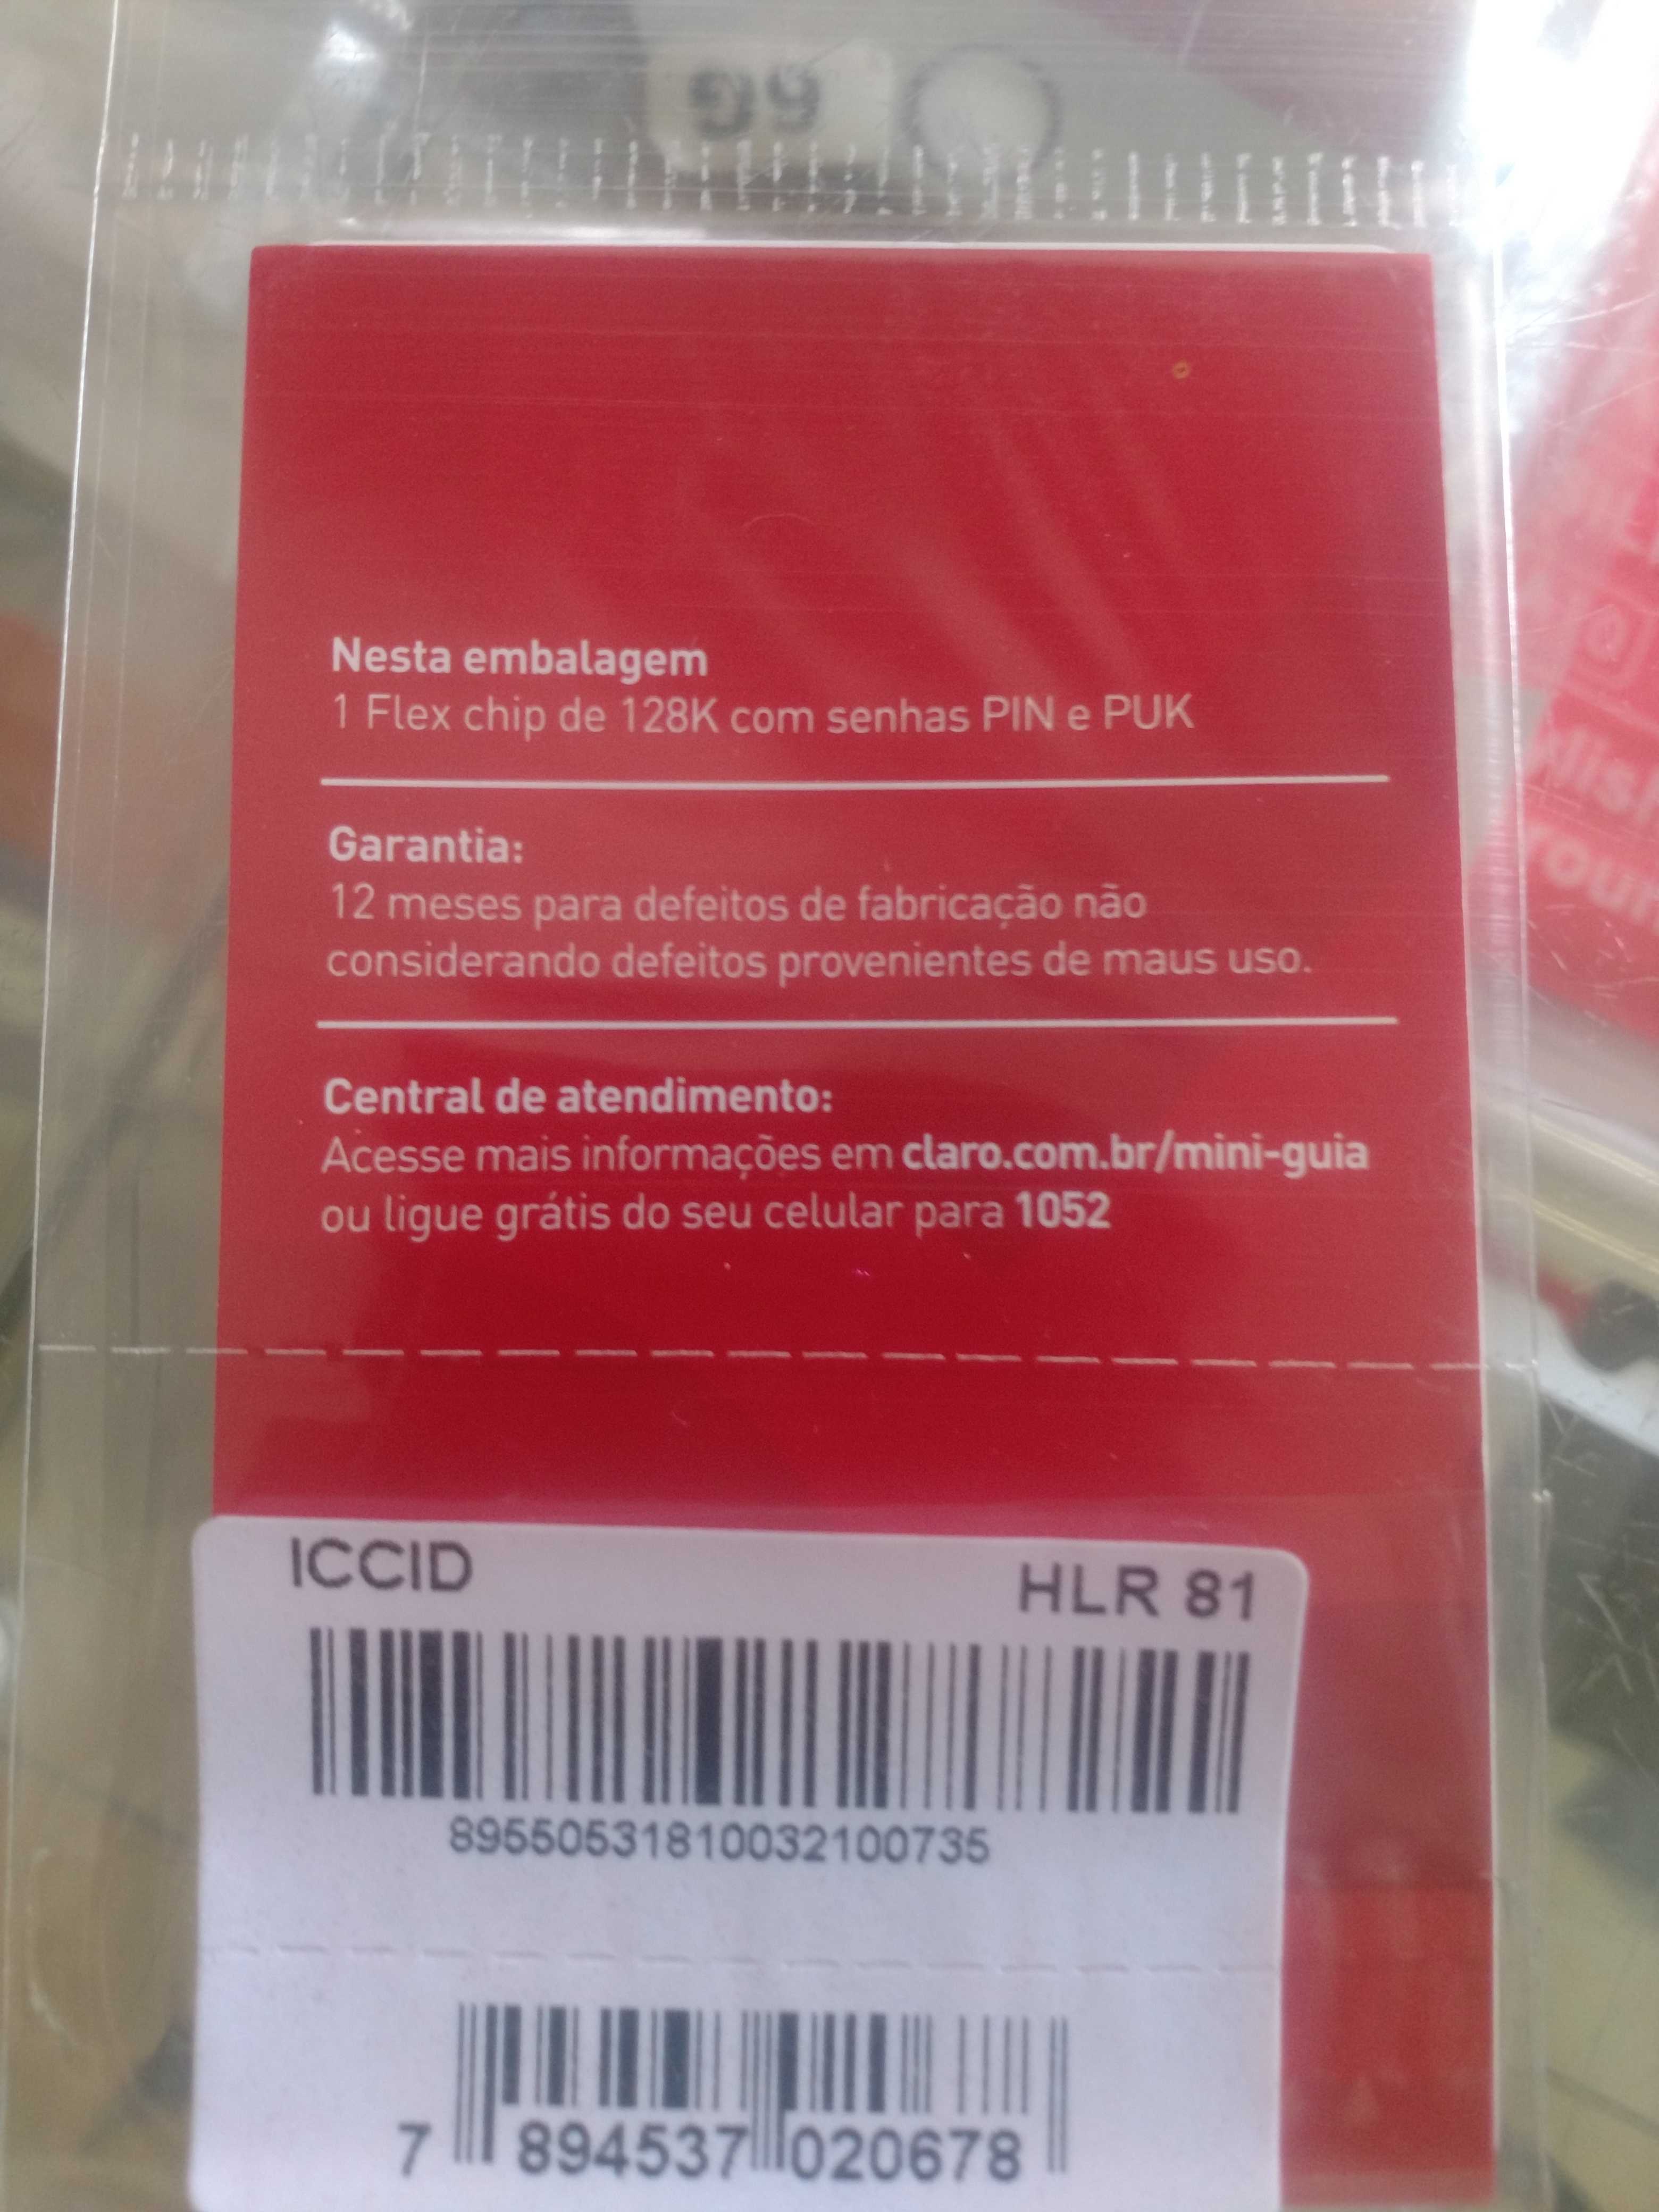 Nesta embalagem
1 Flex chip de 128K com senhas PIN e PUK
Garantia:
12 meses para defeitos de fabricação não
considerando defeitos provenientes de maus uso.
Central de atendimento:
Acesse mais informações em claro.com.br/mini-guia
ou ligue grátis do seu celular para 1052
ICCID
HLR 81
89550531810032100735
7 894537 020678